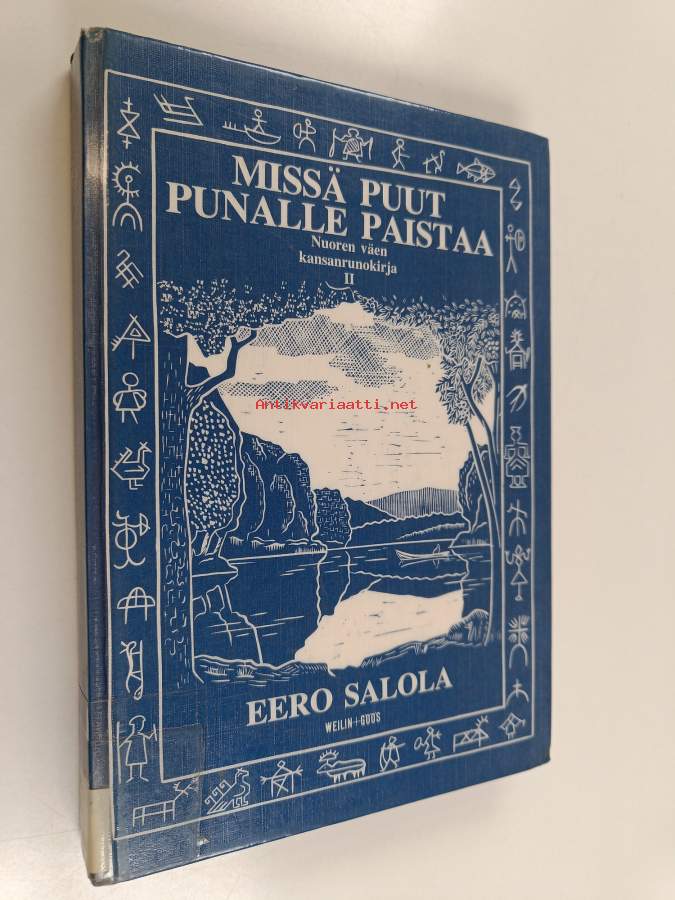 MISSÄ PUUT
PUNALLE PAISTAA
Nuoren väen
kansanrunokirja
II
Antikvariaatti.net
EERO SALOLA
WEILIN+GÖÖS